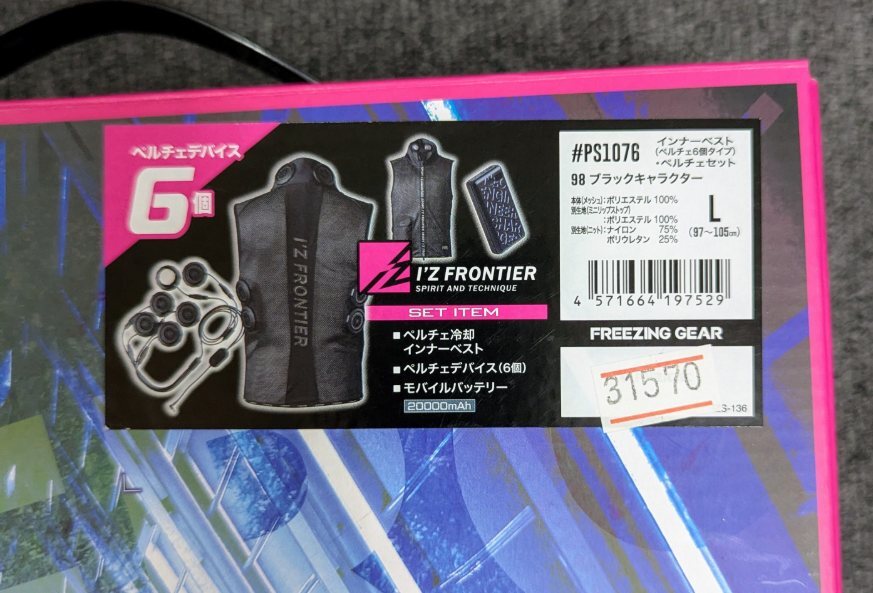 ペルチェデバイス
6個
I'Z FRONTIER
I'Z FRONTIER
SPIRIT AND TECHNIQUE
SET ITEM
■ペルチェ冷却
インナーベスト
■ペルチェデバイス(6個)
■モバイルバッテリー
20000mAh
#PS1076
インナーベスト
(ペルチェ6個タイプ)
・ペルチェセット
98 ブラックキャラクター
本体(メッシュ):ポリエステル 100%
別生地(ミニリップストップ)
:ポリエステル 100%
別生地(ニット):ナイロン 75%
ポリウレタン 25%
L
(97〜105cm)
4 571664 197529
FREEZING GEAR
31570
S-136